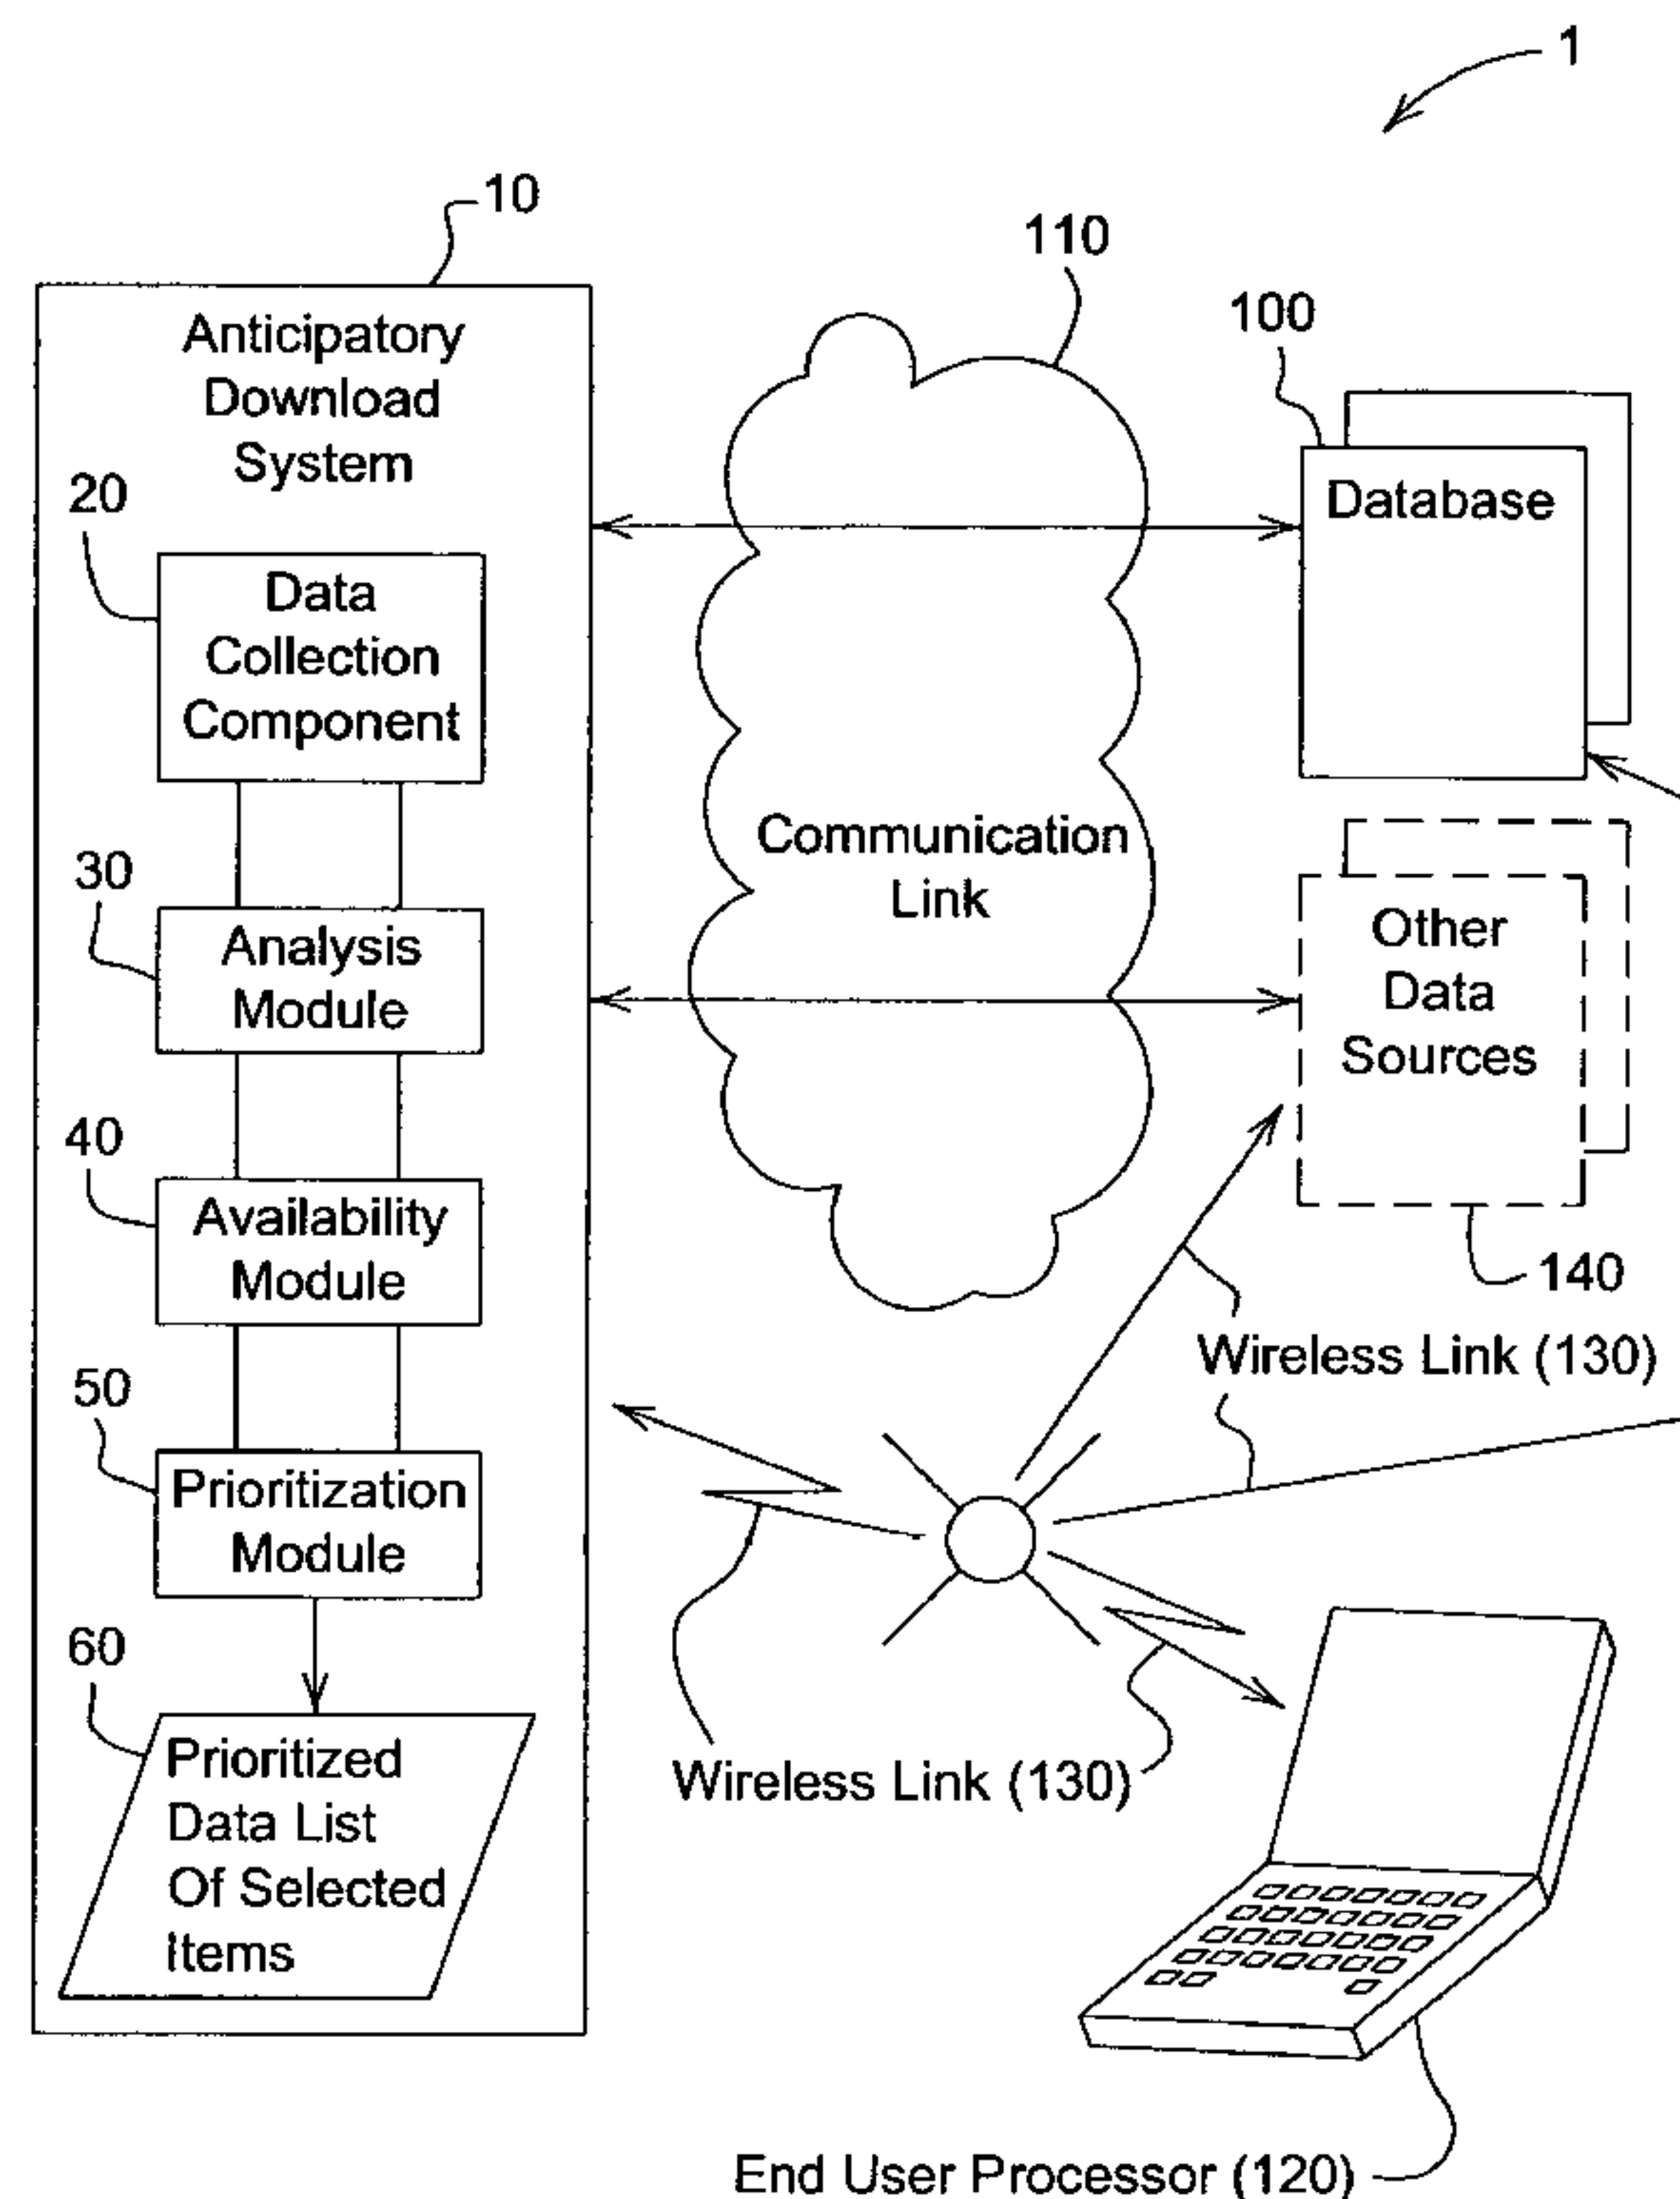 1
10
110
100
Anticipatory
Download
System
Database
20
Data
Collection
Component
Communication
Link
30
Analysis
Module
Other
Data
Sources
40
Availability
Module
140
Wireless Link (130)
50
Prioritization
Module
60
Prioritized
Data List
Of Selected
Items
Wireless Link (130)
End User Processor (120)